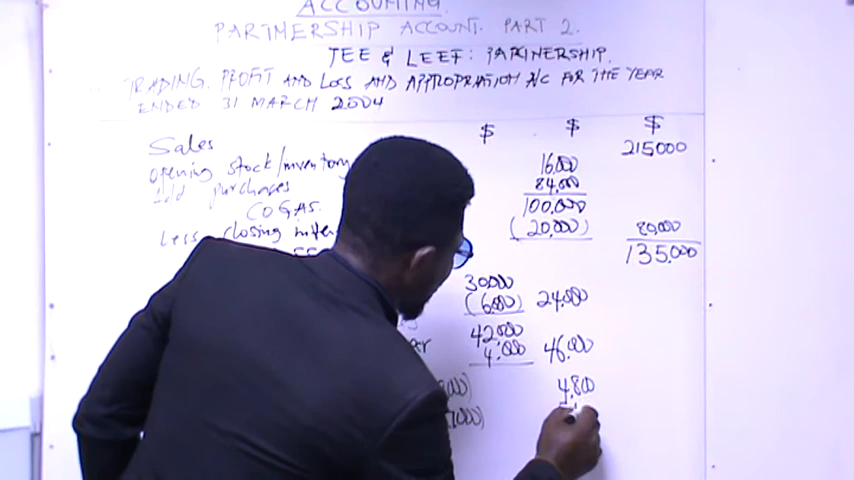 ACCOUNTING.
PARTMERSHIP ACCOUNT. PART 2.
TEE & LEEF: PARTNERSHIP.
TRADING. PROFIT AND LOSS AND APPROPRIATION A/C FOR THE YEAR
ENDED 31 MARCH 2004
$ $ $
Sales 215000
opening stock/inventory 16,000
add purchases 84,000
COGAS. 100,000
Less closing (20,000) 80,000
135,000
30,000
(6,000) 24,000
42,000
4,000 46,000
4,800